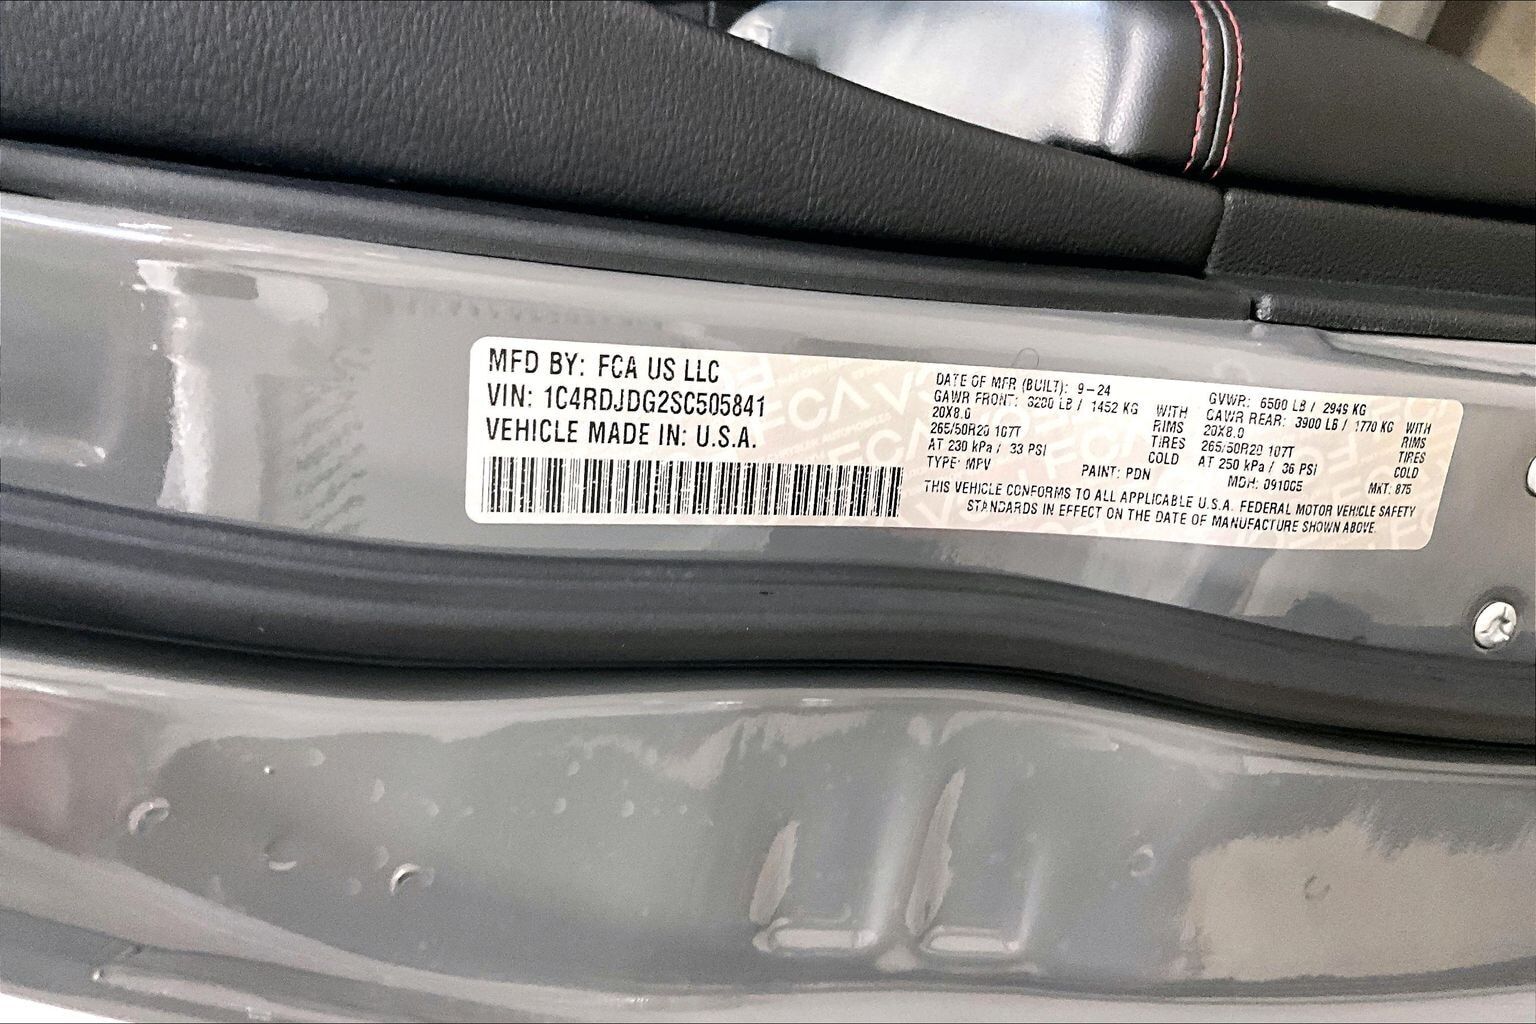 MFD BY: FCA US LLC
VIN: 1C4RDJDG2SC505841
VEHICLE MADE IN: U.S.A.
DATE OF MFR (BUILT): 9-24
GAWR FRONT: 3200 LB / 1452 KG WITH
20X8.0 RIMS
265/50R20 107T TIRES
AT 230 kPa / 33 PSI COLD
TYPE: MPV PAINT: PDN
GVWR: 6500 LB / 2949 KG
GAWR REAR: 3900 LB / 1770 KG WITH
20X8.0 RIMS
265/50R20 107T TIRES
AT 250 kPa / 36 PSI COLD
MDH: 091005 MKT: 875
THIS VEHICLE CONFORMS TO ALL APPLICABLE U.S.A. FEDERAL MOTOR VEHICLE SAFETY
STANDARDS IN EFFECT ON THE DATE OF MANUFACTURE SHOWN ABOVE.